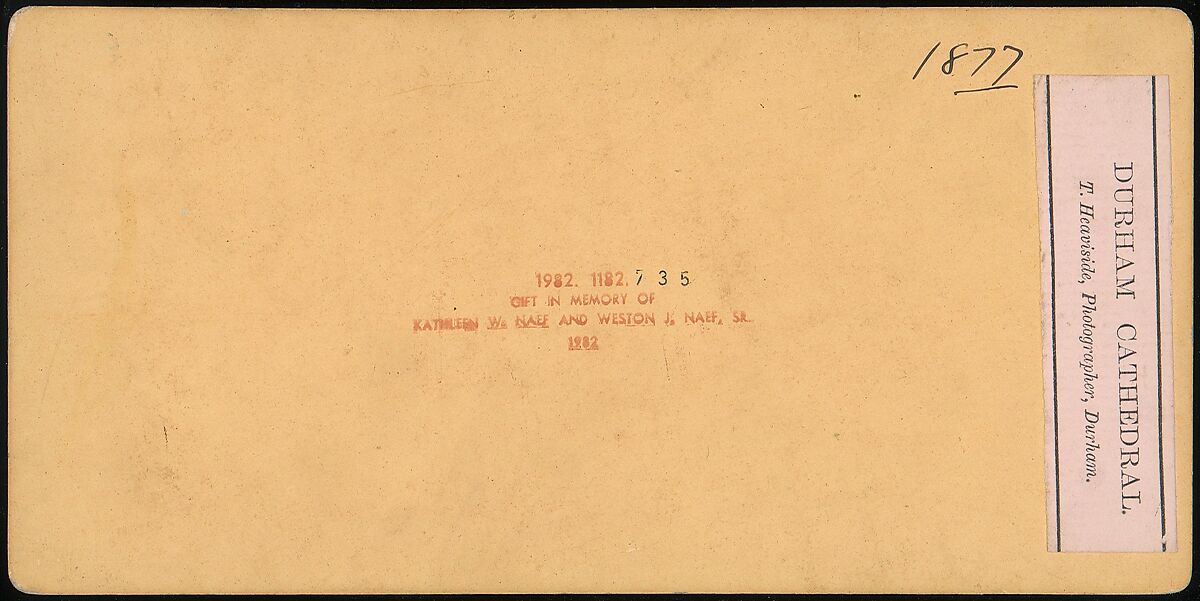 1877
DURHAM CATHEDRAL.
T. Heaviside, Photographer, Durham.
1982. 1182. 735
GIFT IN MEMORY OF
KATHLEEN W. NAEF AND WESTON J. NAEF, SR.
1982